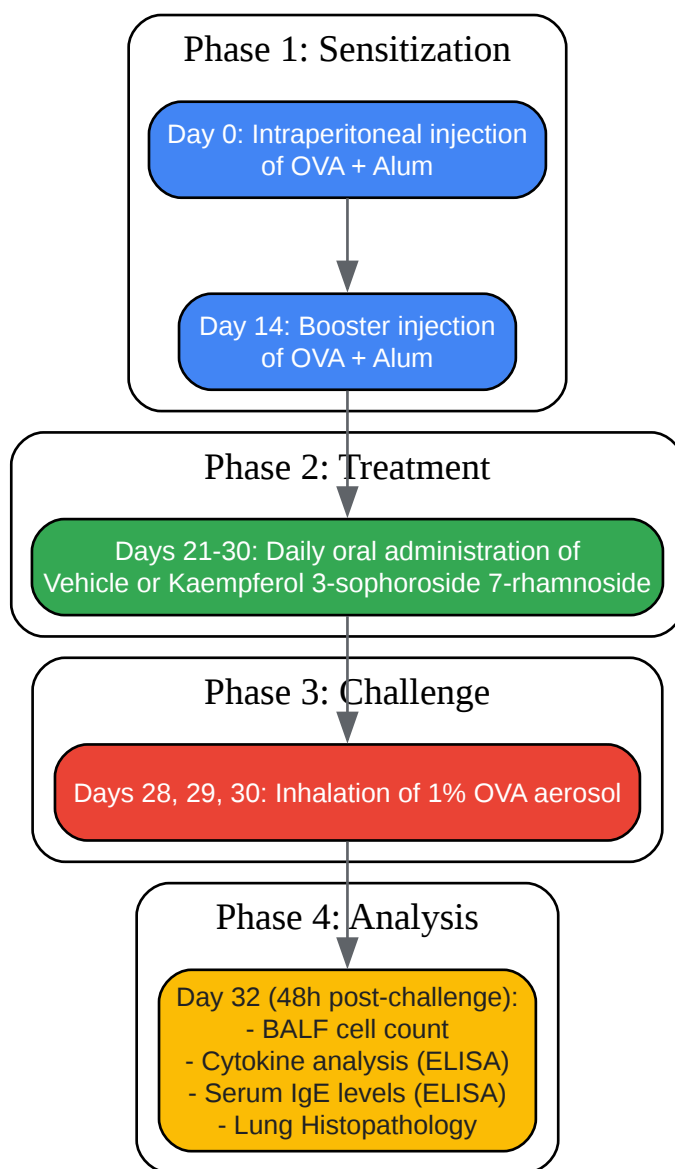 Phase 1: Sensitization
Day 0: Intraperitoneal injection
of OVA + Alum
Day 14: Booster injection
of OVA + Alum
Phase 2: Treatment
Days 21-30: Daily oral administration of
Vehicle or Kaempferol 3-sophoroside 7-rhamnoside
Phase 3: Challenge
Days 28, 29, 30: Inhalation of 1% OVA aerosol
Phase 4: Analysis
Day 32 (48h post-challenge):
- BALF cell count
- Cytokine analysis (ELISA)
- Serum IgE levels (ELISA)
- Lung Histopathology